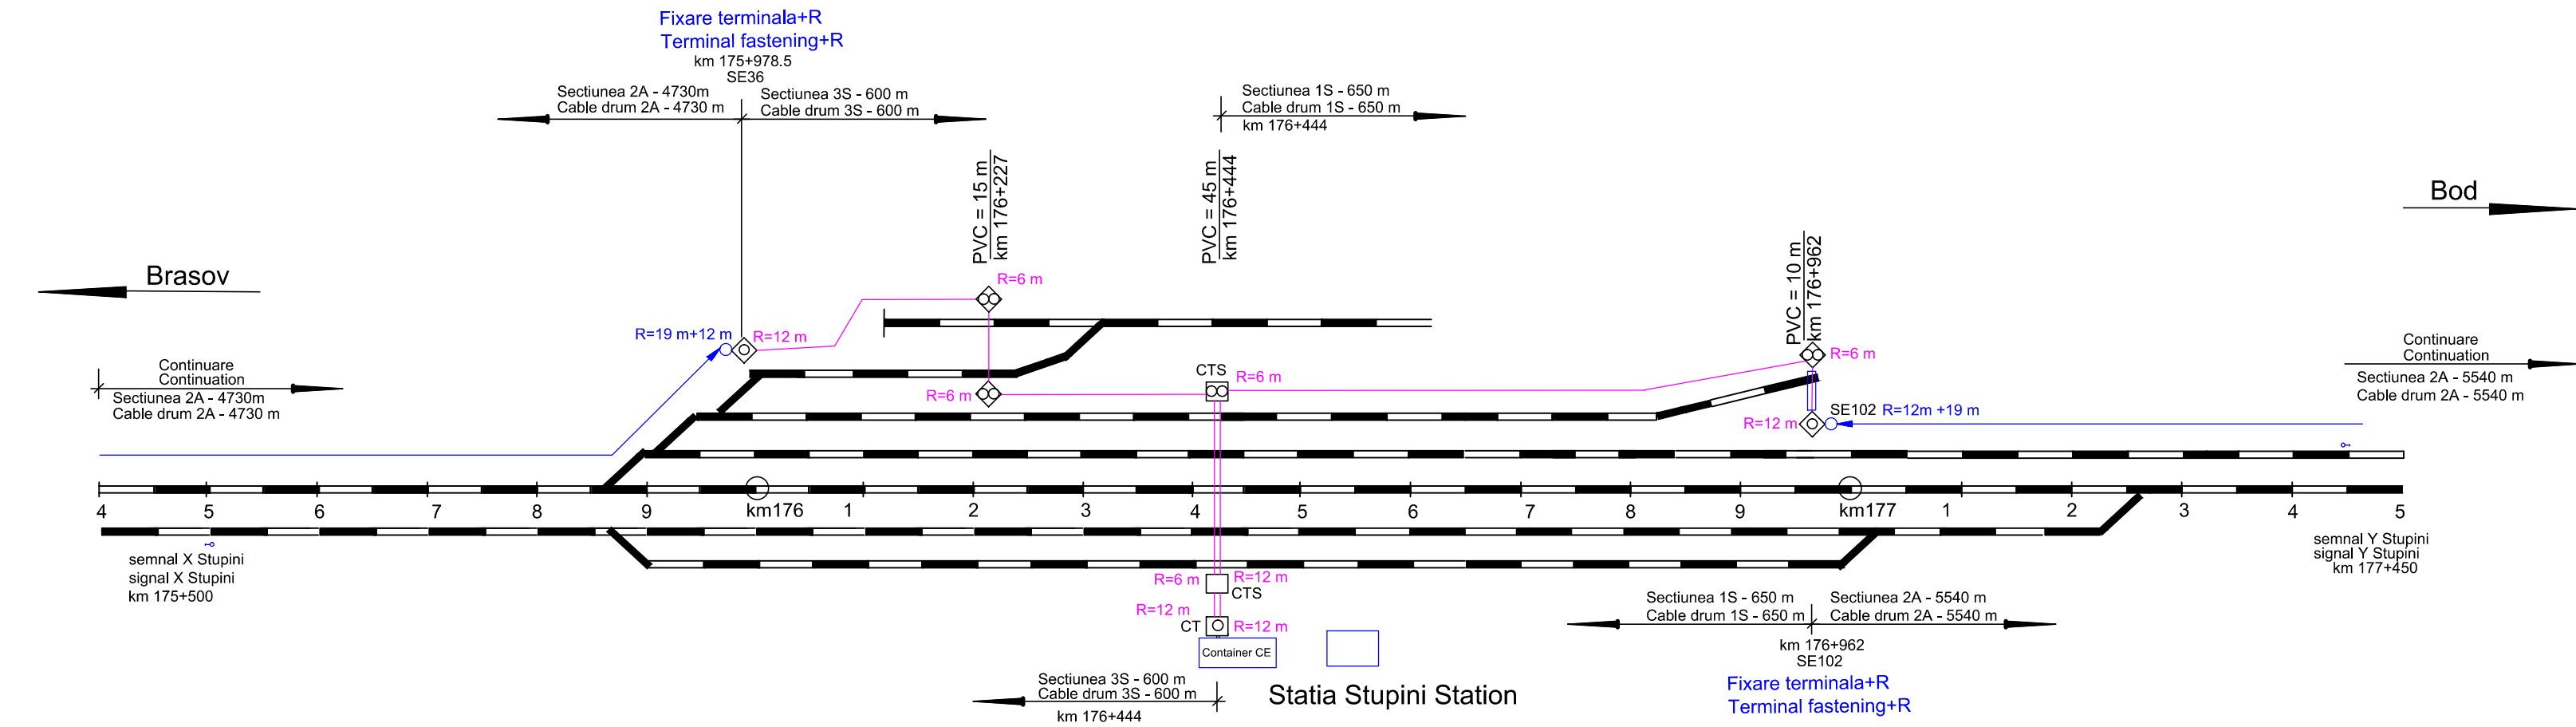 Fixare terminala+R
Terminal fastening+R
km 175+978.5
SE36
Sectiunea 2A - 4730m
Cable drum 2A - 4730 m
Sectiunea 3S - 600 m
Cable drum 3S - 600 m
Sectiunea 1S - 650 m
Cable drum 1S - 650 m
km 176+444
PVC = 15 m
km 176+227
PVC = 45 m
km 176+444
PVC = 10 m
km 176+962
Bod
Brasov
R=6 m
R=19 m+12 m
R=12 m
Continuare
Continuation
Sectiunea 2A - 4730m
Cable drum 2A - 4730 m
R=6 m
CTS
R=6 m
R=6 m
Continuare
Continuation
Sectiunea 2A - 5540 m
Cable drum 2A - 5540 m
R=12 m
SE102
R=12m +19 m
4
5
6
7
8
9
km176
1
2
3
4
5
6
7
8
9
km177
1
2
3
4
5
semnal X Stupini
signal X Stupini
km 175+500
semnal Y Stupini
signal Y Stupini
km 177+450
R=6 m
R=12 m
CTS
R=12 m
CT
R=12 m
Container CE
Sectiunea 1S - 650 m
Cable drum 1S - 650 m
Sectiunea 2A - 5540 m
Cable drum 2A - 5540 m
km 176+962
SE102
Fixare terminala+R
Terminal fastening+R
Sectiunea 3S - 600 m
Cable drum 3S - 600 m
km 176+444
Statia Stupini Station